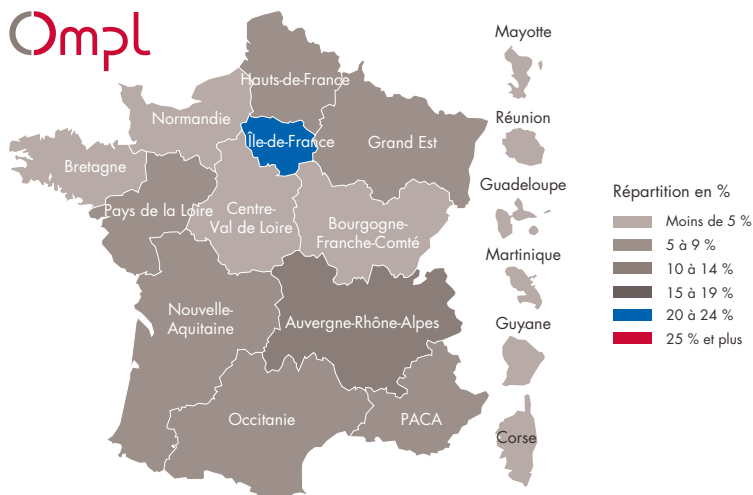 Ompl
Hauts-de-France
Normandie
Île-de-France
Grand Est
Bretagne
Pays de la Loire
Centre-
Val de Loire
Bourgogne-
Franche-Comté
Nouvelle-
Aquitaine
Auvergne-Rhône-Alpes
Occitanie
PACA
Mayotte
Réunion
Guadeloupe
Martinique
Guyane
Corse
Répartition en %
Moins de 5 %
5 à 9 %
10 à 14 %
15 à 19 %
20 à 24 %
25 % et plus